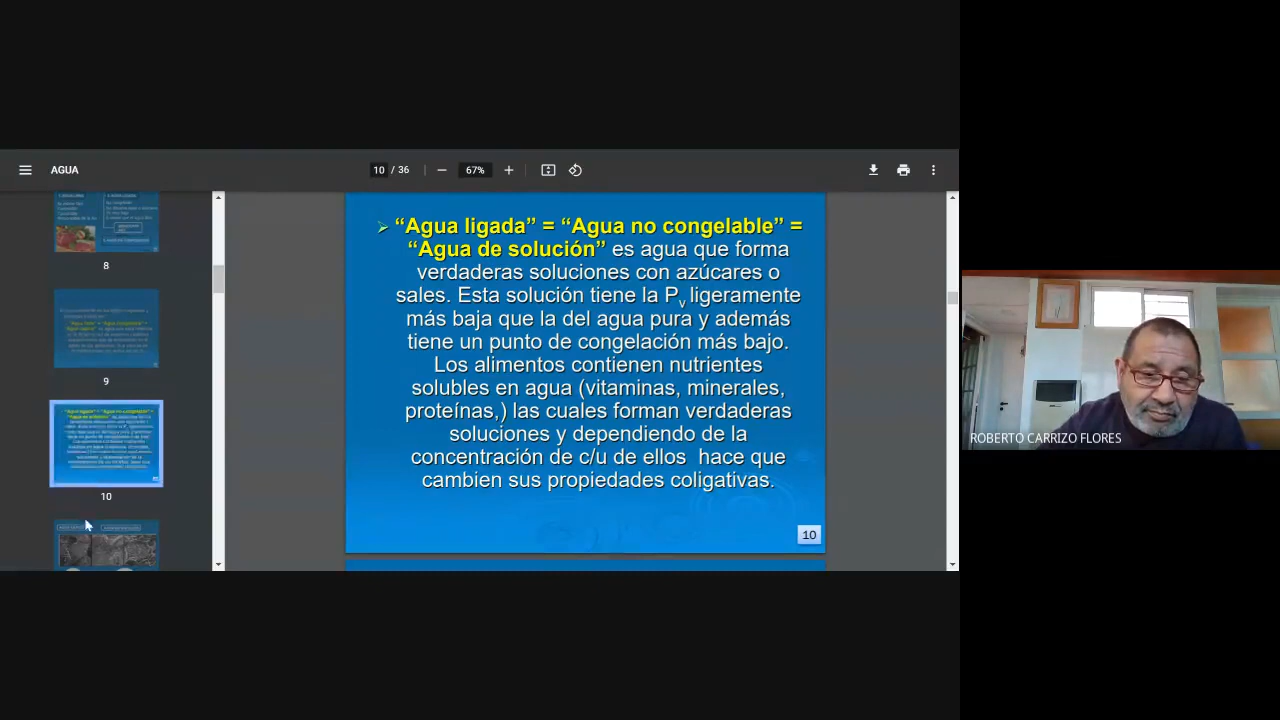 AGUA
10 / 36
67%
8
9
10
“Agua ligada” = “Agua no congelable” =
“Agua de solución” es agua que forma
verdaderas soluciones con azúcares o
sales. Esta solución tiene la Pv ligeramente
más baja que la del agua pura y además
tiene un punto de congelación más bajo.
Los alimentos contienen nutrientes
solubles en agua (vitaminas, minerales,
proteínas,) las cuales forman verdaderas
soluciones y dependiendo de la
concentración de c/u de ellos hace que
cambien sus propiedades coligativas.
10
ROBERTO CARRIZO FLORES